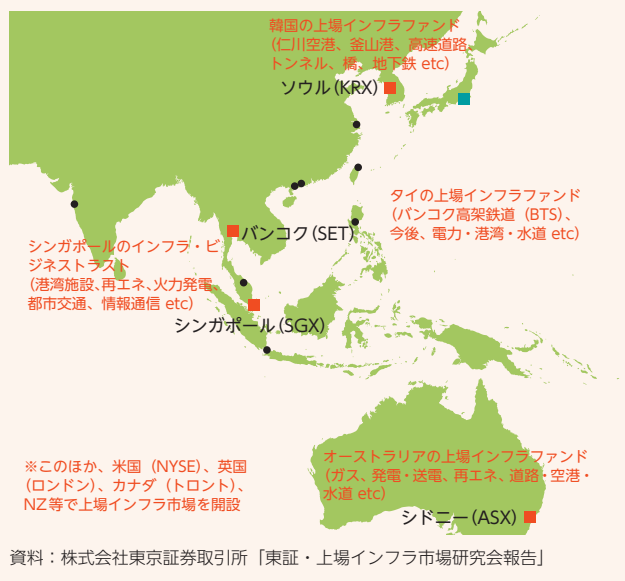 韓国の上場インフラファンド
（仁川空港、釜山港、高速道路、
トンネル、橋、地下鉄 etc）
ソウル（KRX）
タイの上場インフラファンド
（バンコク高架鉄道（BTS）、
今後、電力・港湾・水道 etc）
バンコク（SET）
シンガポールのインフラ・ビ
ジネストラスト
（港湾施設、再エネ、火力発電、
都市交通、情報通信 etc）
シンガポール（SGX）
オーストラリアの上場インフラファンド
（ガス、発電・送電、再エネ、道路・空港・
水道 etc）
シドニー（ASX）
※このほか、米国（NYSE）、英国
（ロンドン）、カナダ（トロント）、
NZ等で上場インフラ市場を開設
資料：株式会社東京証券取引所「東証・上場インフラ市場研究会報告」